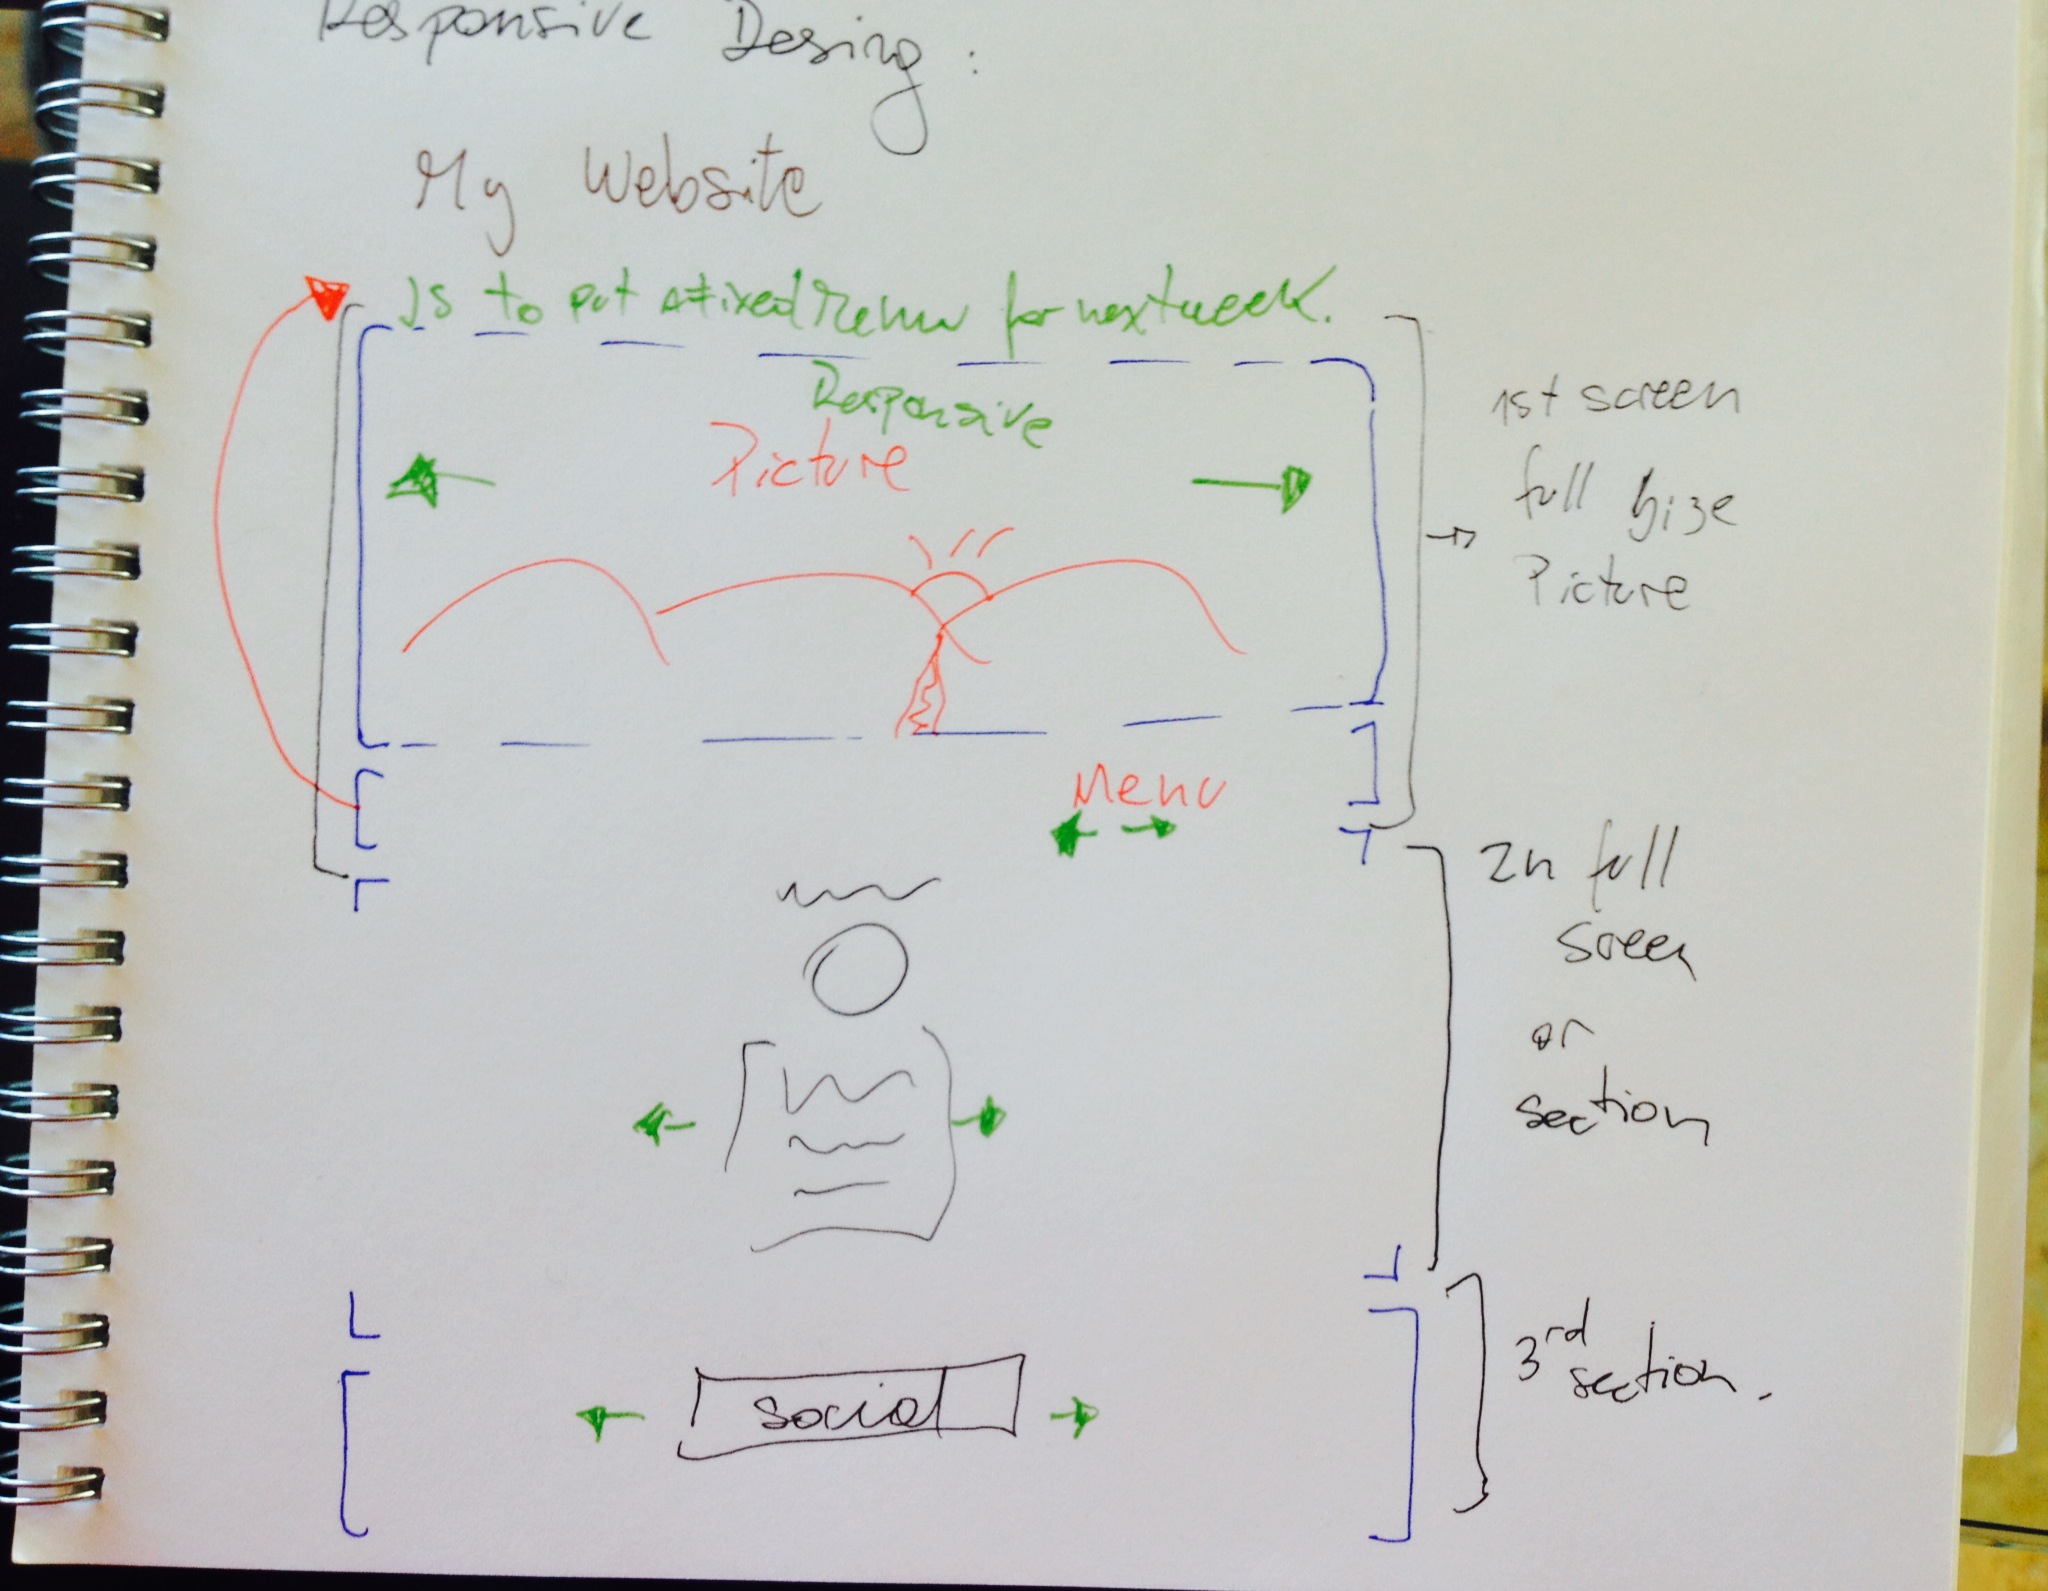 Responsive Desing:
My Website
JS to put a fixed Menu for next week.
Responsive
Picture
1st screen
full size
Picture
Menu
2n full
sreen
or
section
social
3rd
section.